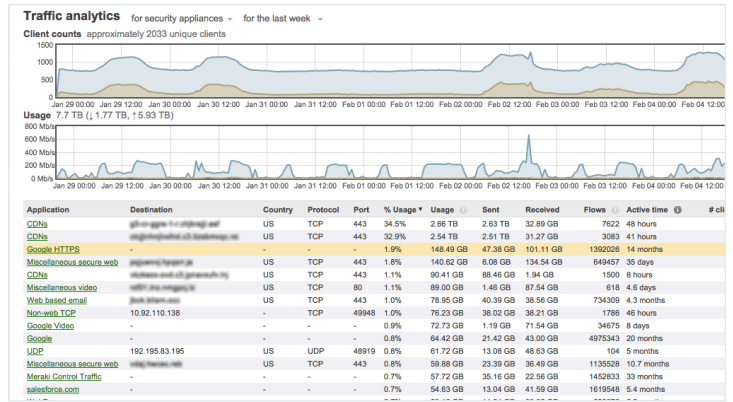 Traffic analytics for security appliances for the last week
Client counts approximately 2033 unique clients
1500
1000
500
0
Jan 29 00:00 Jan 29 12:00 Jan 30 00:00 Jan 30 12:00 Jan 31 00:00 Jan 31 12:00 Feb 01 00:00 Feb 01 12:00 Feb 02 00:00 Feb 02 12:00 Feb 03 00:00 Feb 03 12:00 Feb 04 00:00 Feb 04 12:00
Usage 7.7 TB (↓ 1.77 TB, ↑ 5.93 TB)
800 Mb/s
600 Mb/s
400 Mb/s
200 Mb/s
0 Mb/s
Jan 29 00:00 Jan 29 12:00 Jan 30 00:00 Jan 30 12:00 Jan 31 00:00 Jan 31 12:00 Feb 01 00:00 Feb 01 12:00 Feb 02 00:00 Feb 02 12:00 Feb 03 00:00 Feb 03 12:00 Feb 04 00:00 Feb 04 12:00
Application Destination Country Protocol Port % Usage ▼ Usage Sent Received Flows Active time # cli
CDNs US TCP 443 34.5% 2.66 TB 2.63 TB 32.89 GB 7622 48 hours
CDNs US TCP 443 32.9% 2.54 TB 2.51 TB 31.27 GB 3083 41 hours
Google HTTPS - - - - 1.9% 148.49 GB 47.38 GB 101.11 GB 1392026 14 months
Miscellaneous secure web US TCP 443 1.8% 140.62 GB 6.08 GB 134.54 GB 649457 35 days
CDNs US TCP 443 1.1% 90.41 GB 88.46 GB 1.94 GB 1500 8 hours
Miscellaneous video US TCP 80 1.1% 89.00 GB 1.46 GB 87.54 GB 618 4.6 days
Web based email US TCP 443 1.0% 78.95 GB 40.39 GB 38.56 GB 734309 4.3 months
Non-web TCP 10.92.110.138 - TCP 49948 1.0% 76.23 GB 38.02 GB 38.21 GB 1786 46 hours
Google Video - - - - 0.9% 72.73 GB 1.19 GB 71.54 GB 34675 8 days
Google - - - - 0.8% 64.42 GB 21.42 GB 43.00 GB 4975343 20 months
UDP 192.195.83.195 US UDP 48919 0.8% 61.72 GB 13.08 GB 48.63 GB 104 5 months
Miscellaneous secure web US TCP 443 0.8% 59.88 GB 23.39 GB 36.49 GB 1135528 10.7 months
Meraki Control Traffic - - - - 0.7% 57.72 GB 35.16 GB 22.56 GB 1452833 33 months
salesforce.com - - - - 0.7% 54.63 GB 13.04 GB 41.59 GB 1619548 5.4 months